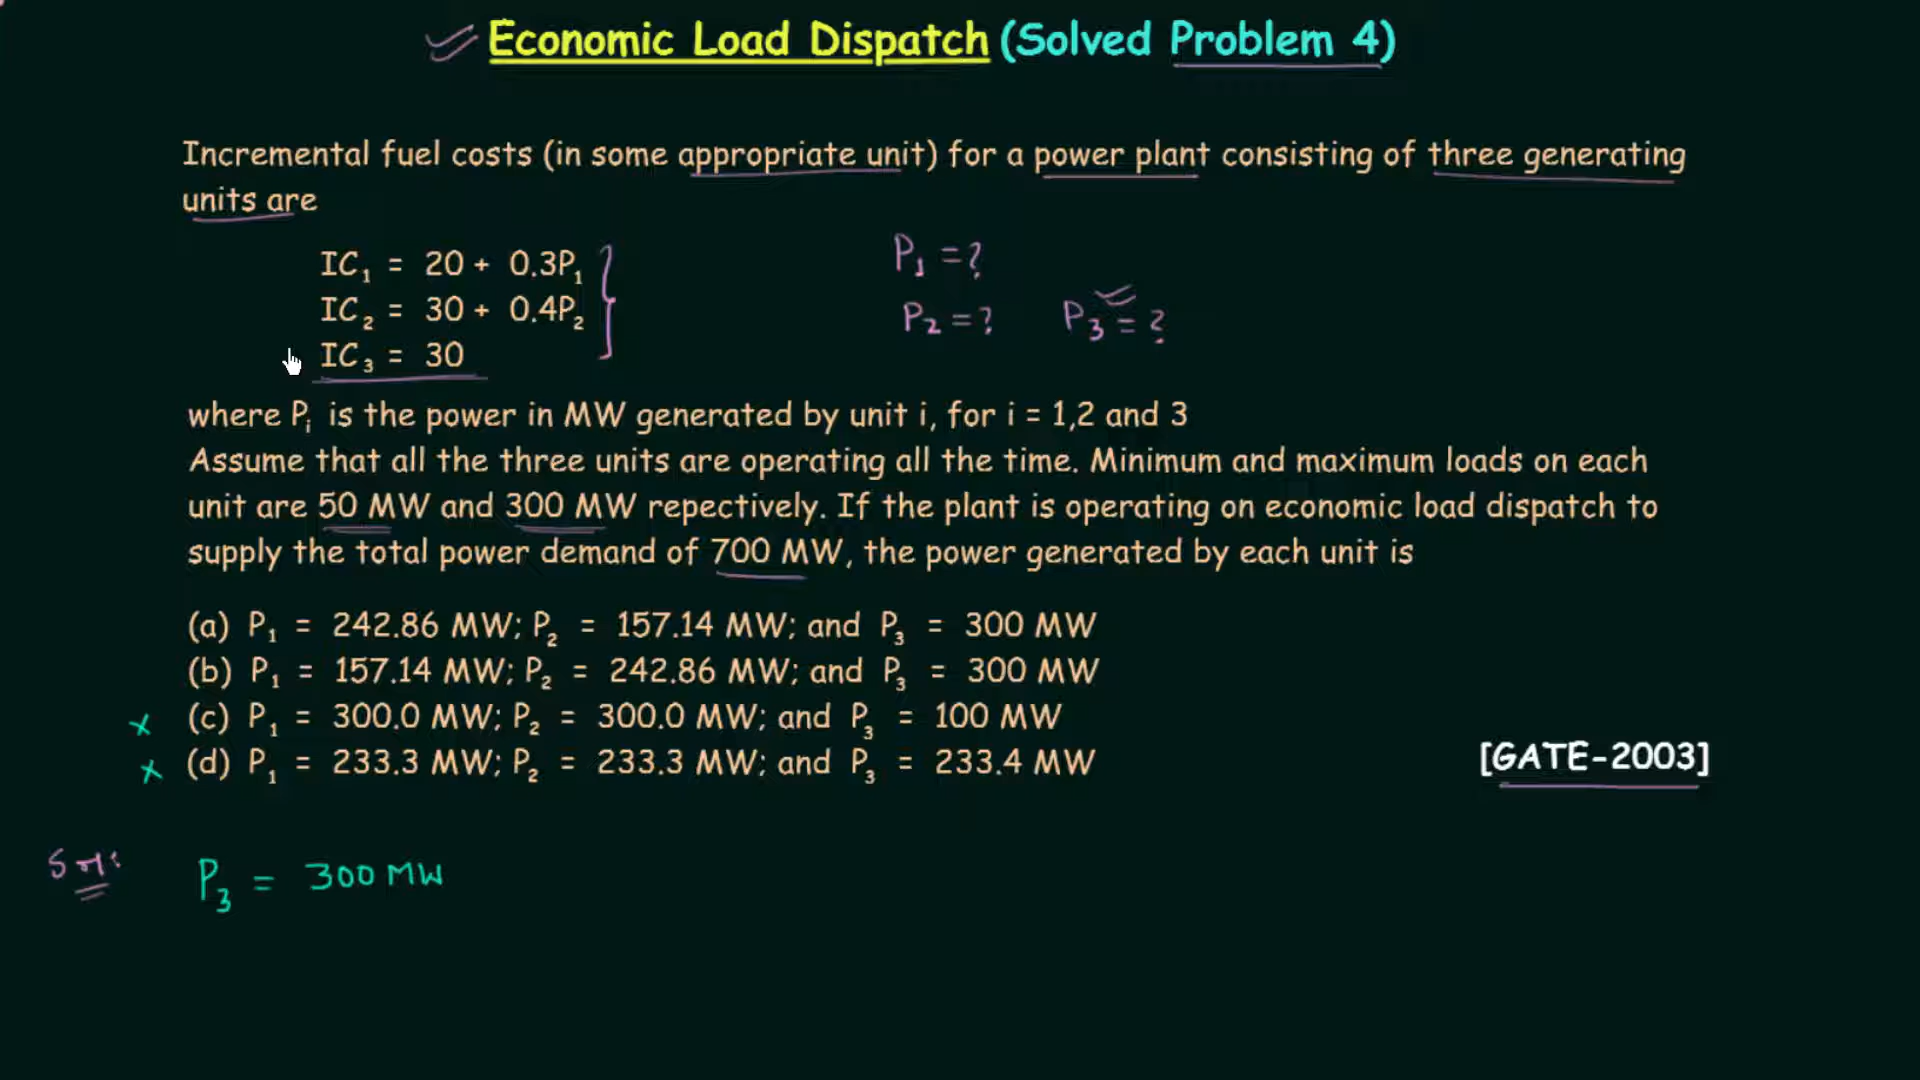 Economic Load Dispatch (Solved Problem 4)
Incremental fuel costs (in some appropriate unit) for a power plant consisting of three generating
units are
IC₁ = 20 + 0.3P₁
P₁ = ?
IC₂ = 30 + 0.4P₂
P₂ = ? P₃ = ?
IC₃ = 30
where Pᵢ is the power in MW generated by unit i, for i = 1,2 and 3
Assume that all the three units are operating all the time. Minimum and maximum loads on each
unit are 50 MW and 300 MW repectively. If the plant is operating on economic load dispatch to
supply the total power demand of 700 MW, the power generated by each unit is
(a) P₁ = 242.86 MW; P₂ = 157.14 MW; and P₃ = 300 MW
(b) P₁ = 157.14 MW; P₂ = 242.86 MW; and P₃ = 300 MW
x (c) P₁ = 300.0 MW; P₂ = 300.0 MW; and P₃ = 100 MW
x (d) P₁ = 233.3 MW; P₂ = 233.3 MW; and P₃ = 233.4 MW
[GATE-2003]
P₃ = 300 MW